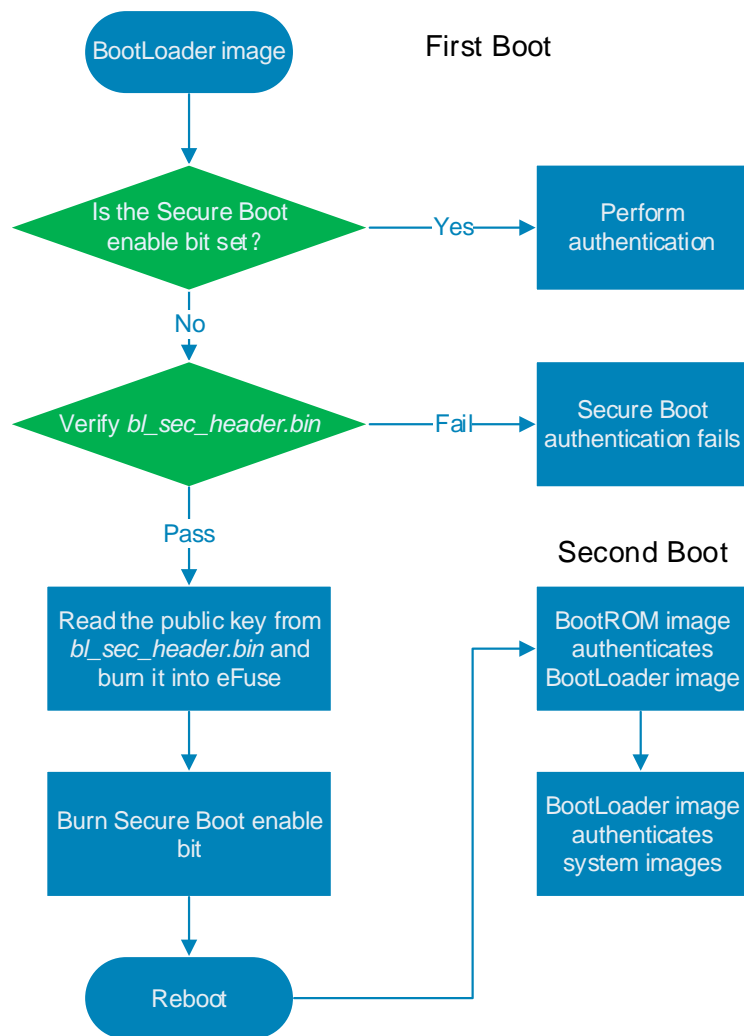 BootLoader image
First Boot
Is the Secure Boot
enable bit set?
Yes
Perform
authentication
No
Verify bl_sec_header.bin
Fail
Secure Boot
authentication fails
Pass
Second Boot
Read the public key from
bl_sec_header.bin and
burn it into eFuse
BootROM image
authenticates
BootLoader image
Burn Secure Boot enable
bit
BootLoader image
authenticates
system images
Reboot